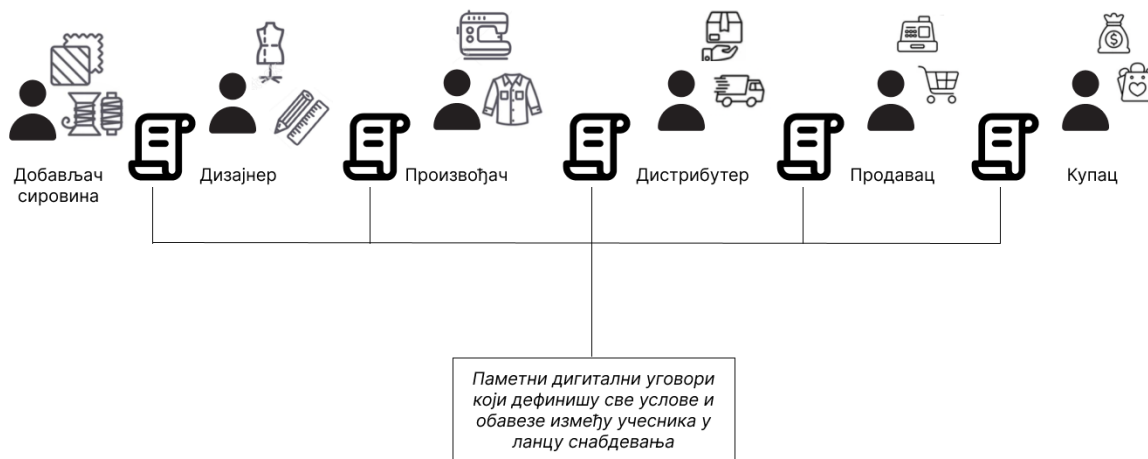 Добављач
сировина
Дизајнер
Произвођач
Дистрибутер
Продавац
Купац
Паметни дигитални уговори
који дефинишу све услове и
обавезе између учесника у
ланцу снабдевања